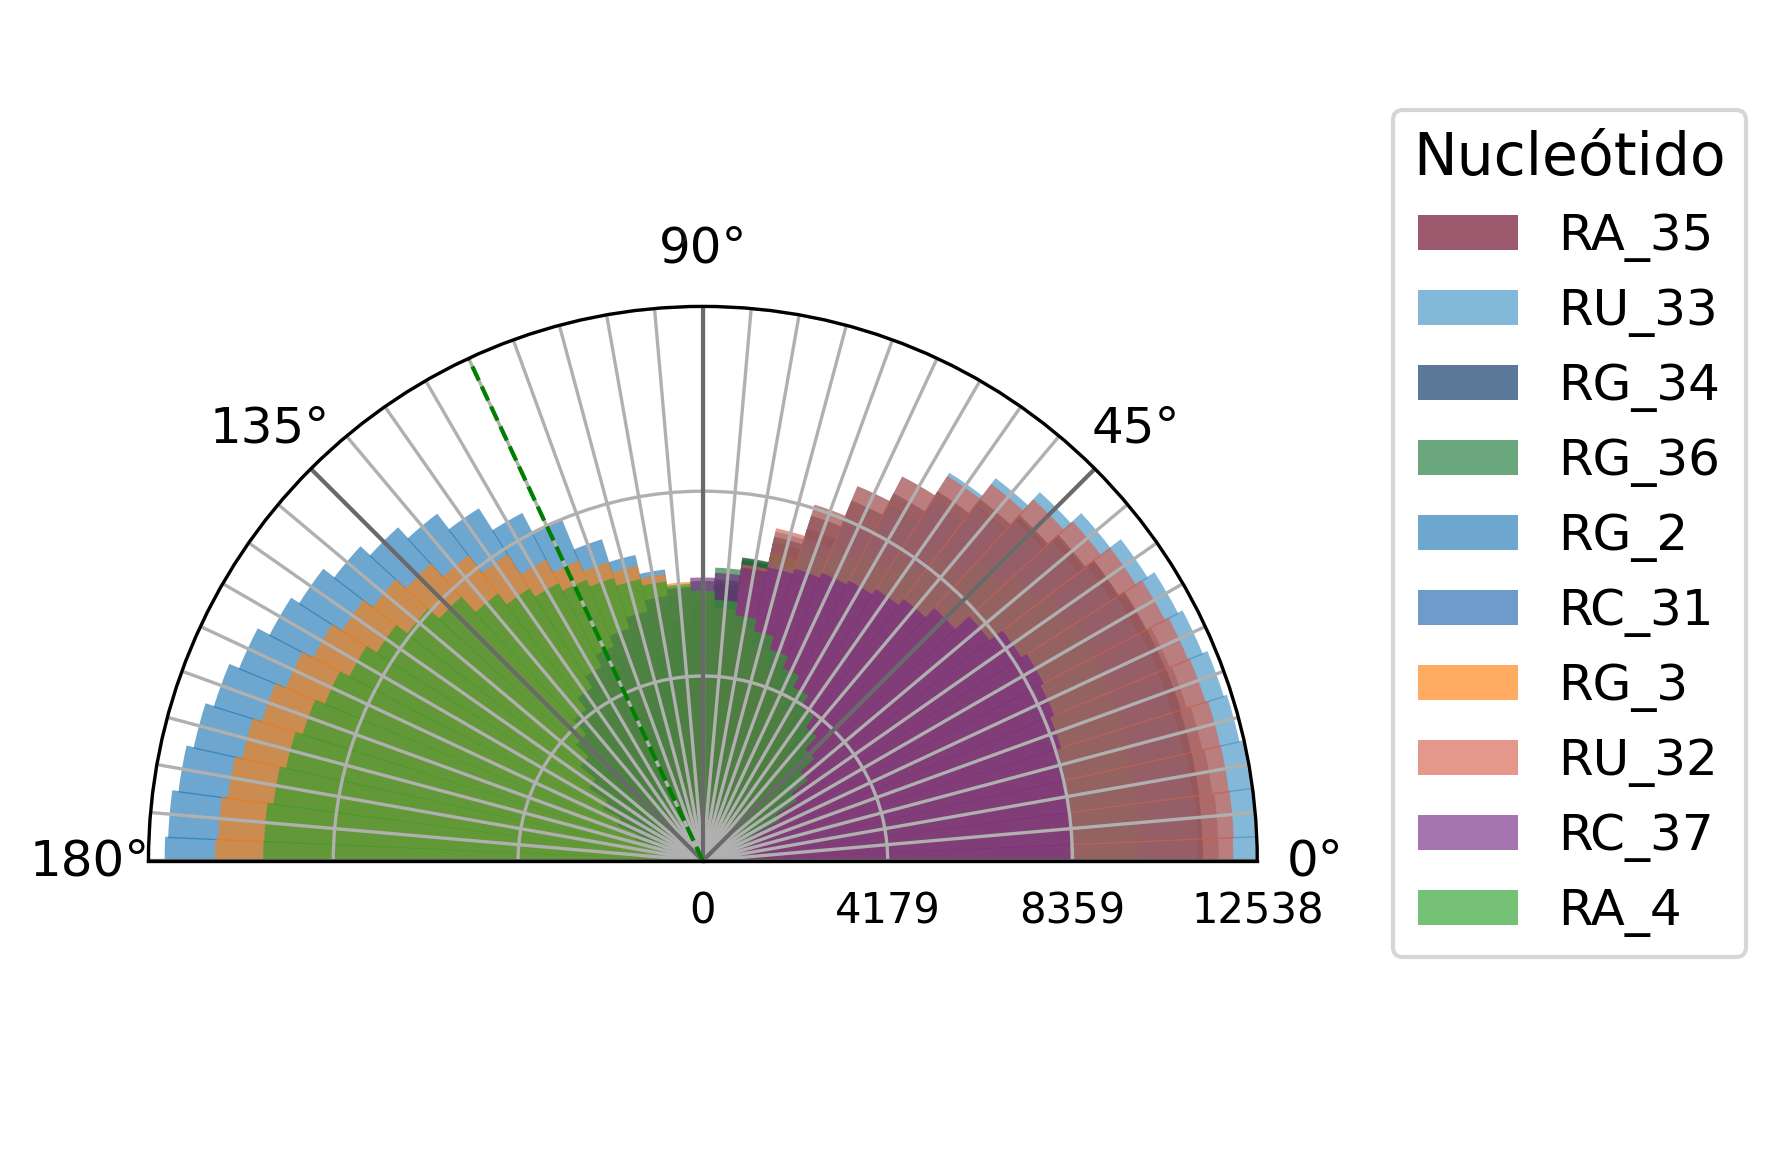 90°
135°
45°
180°
0°
0
4179
8359
12538
Nucleótido
RA_35
RU_33
RG_34
RG_36
RG_2
RC_31
RG_3
RU_32
RC_37
RA_4